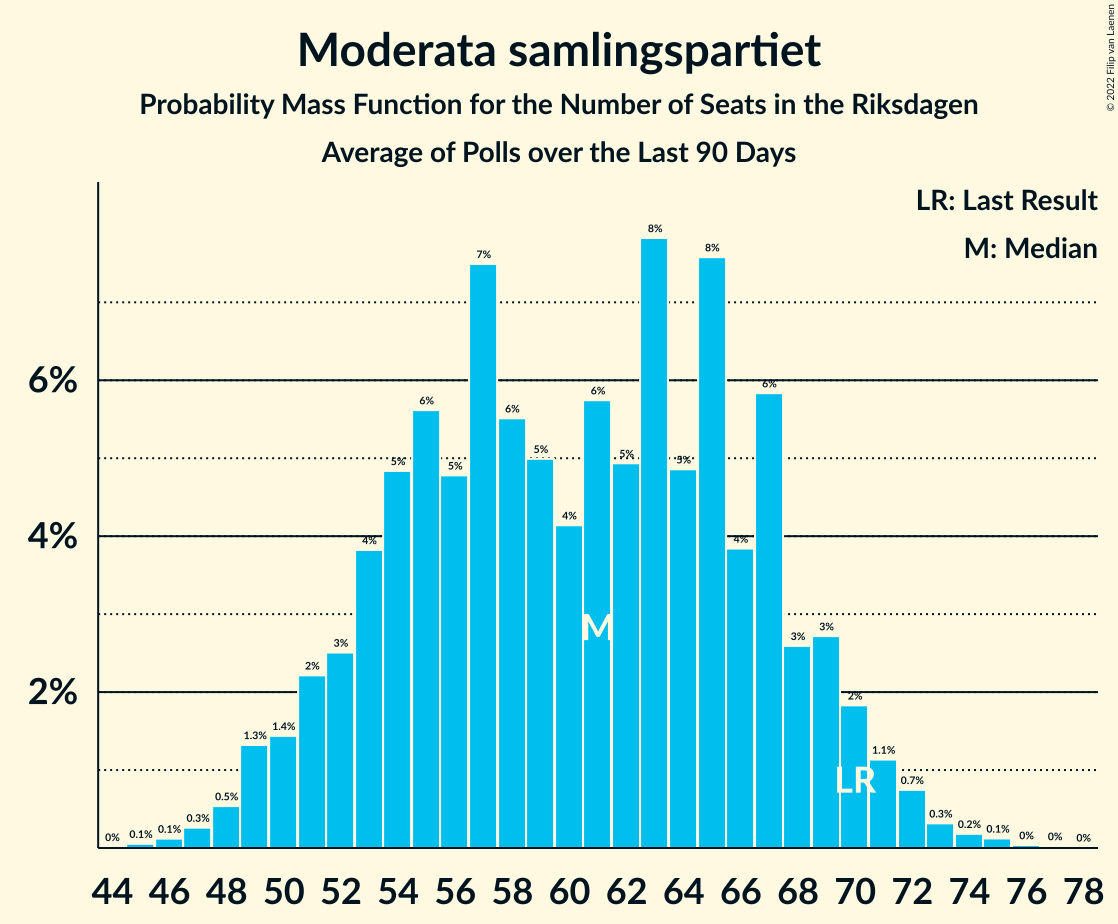 Moderata samlingspartiet
Probability Mass Function for the Number of Seats in the Riksdagen
Average of Polls over the Last 90 Days
© 2022 Filip van Laenen
LR: Last Result
M: Median
6%
4%
2%
0% 0.1% 0.1% 0.3% 0.5% 1.3% 1.4% 2% 3% 4% 5% 6% 5% 7% 6% 5% 4% 6% 5% 8% 5% 8% 4% 6% 3% 3% 2% 1.1% 0.7% 0.3% 0.2% 0.1% 0% 0% 0%
M
LR
44 46 48 50 52 54 56 58 60 62 64 66 68 70 72 74 76 78